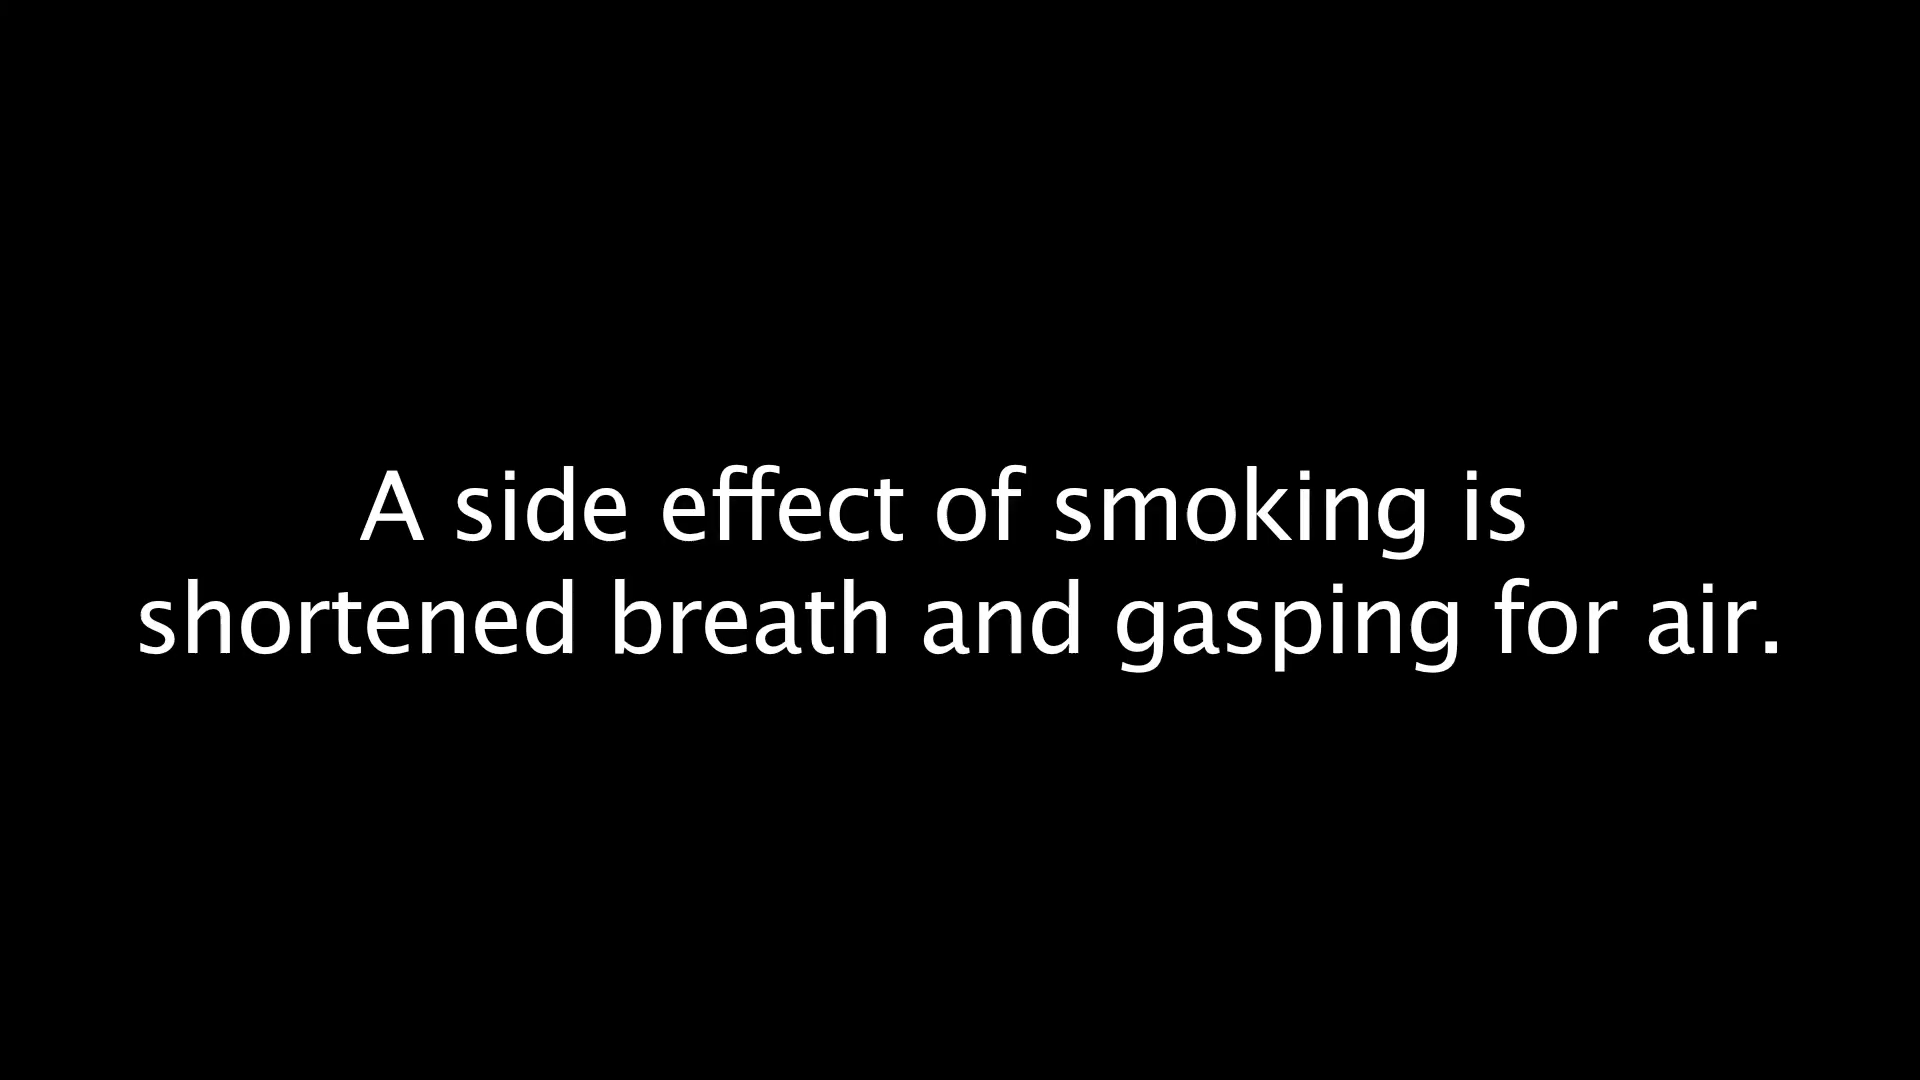 A side effect of smoking is
shortened breath and gasping for air.